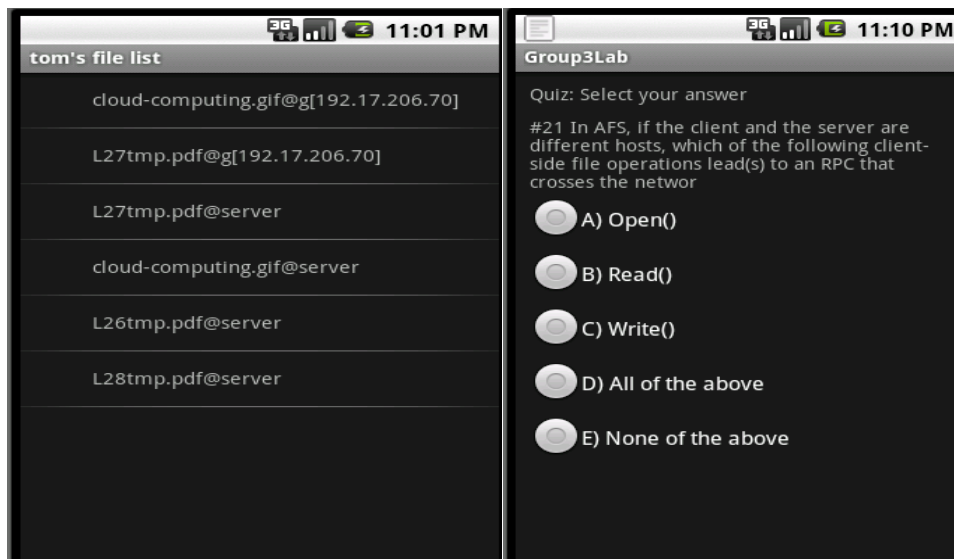 3G 11:01 PM
tom's file list
cloud-computing.gif@g[192.17.206.70]
L27tmp.pdf@g[192.17.206.70]
L27tmp.pdf@server
cloud-computing.gif@server
L26tmp.pdf@server
L28tmp.pdf@server
3G 11:10 PM
Group3Lab
Quiz: Select your answer
#21 In AFS, if the client and the server are
different hosts, which of the following client-
side file operations lead(s) to an RPC that
crosses the networ
A) Open()
B) Read()
C) Write()
D) All of the above
E) None of the above